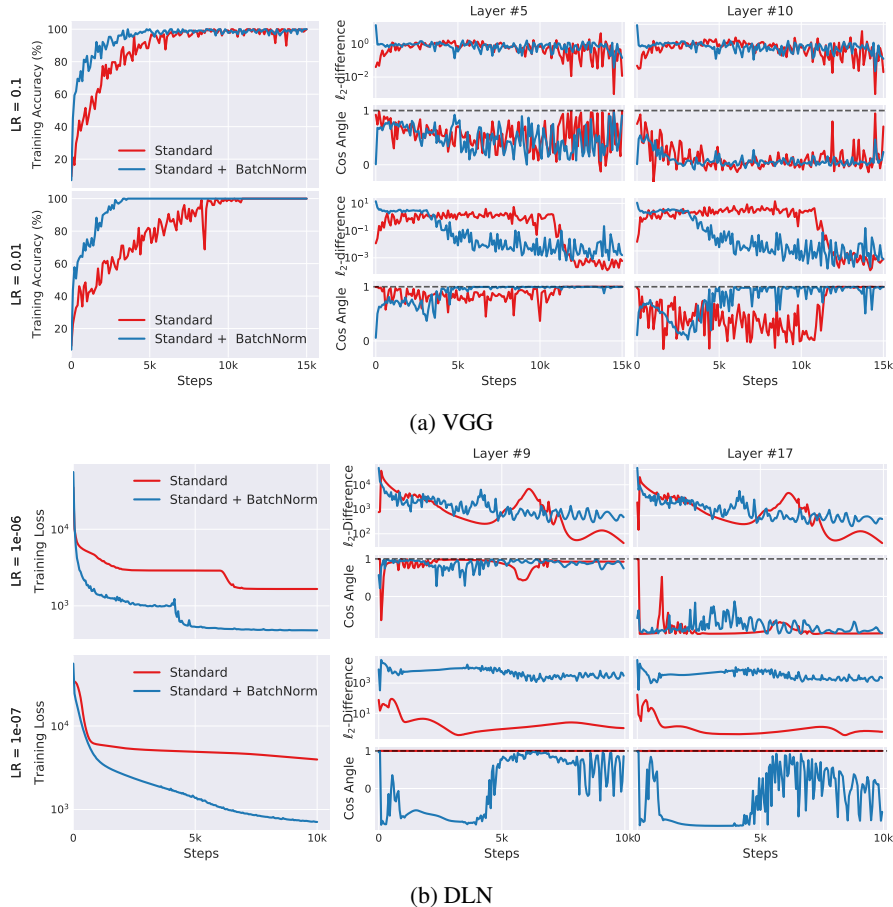 Layer #5
Layer #10
LR = 0.1
Training Accuracy (%)
100
80
60
40
20
Standard
Standard + BatchNorm
ℓ2-difference
10^0
10^−2
Cos Angle
1
0
LR = 0.01
Training Accuracy (%)
100
80
60
40
20
Standard
Standard + BatchNorm
0
5k
10k
15k
Steps
ℓ2-difference
10^1
10^−1
10^−3
Cos Angle
1
0
0
5k
10k
15k
0
5k
10k
15k
Steps
Steps
(a) VGG
Layer #9
Layer #17
LR = 1e-06
Training Loss
10^4
10^3
Standard
Standard + BatchNorm
ℓ2-Difference
10^4
10^3
10^2
Cos Angle
1
0
LR = 1e-07
Training Loss
10^4
10^3
Standard
Standard + BatchNorm
0
5k
10k
Steps
ℓ2-Difference
10^3
10^1
Cos Angle
1
0
0
5k
10k
0
5k
10k
Steps
Steps
(b) DLN